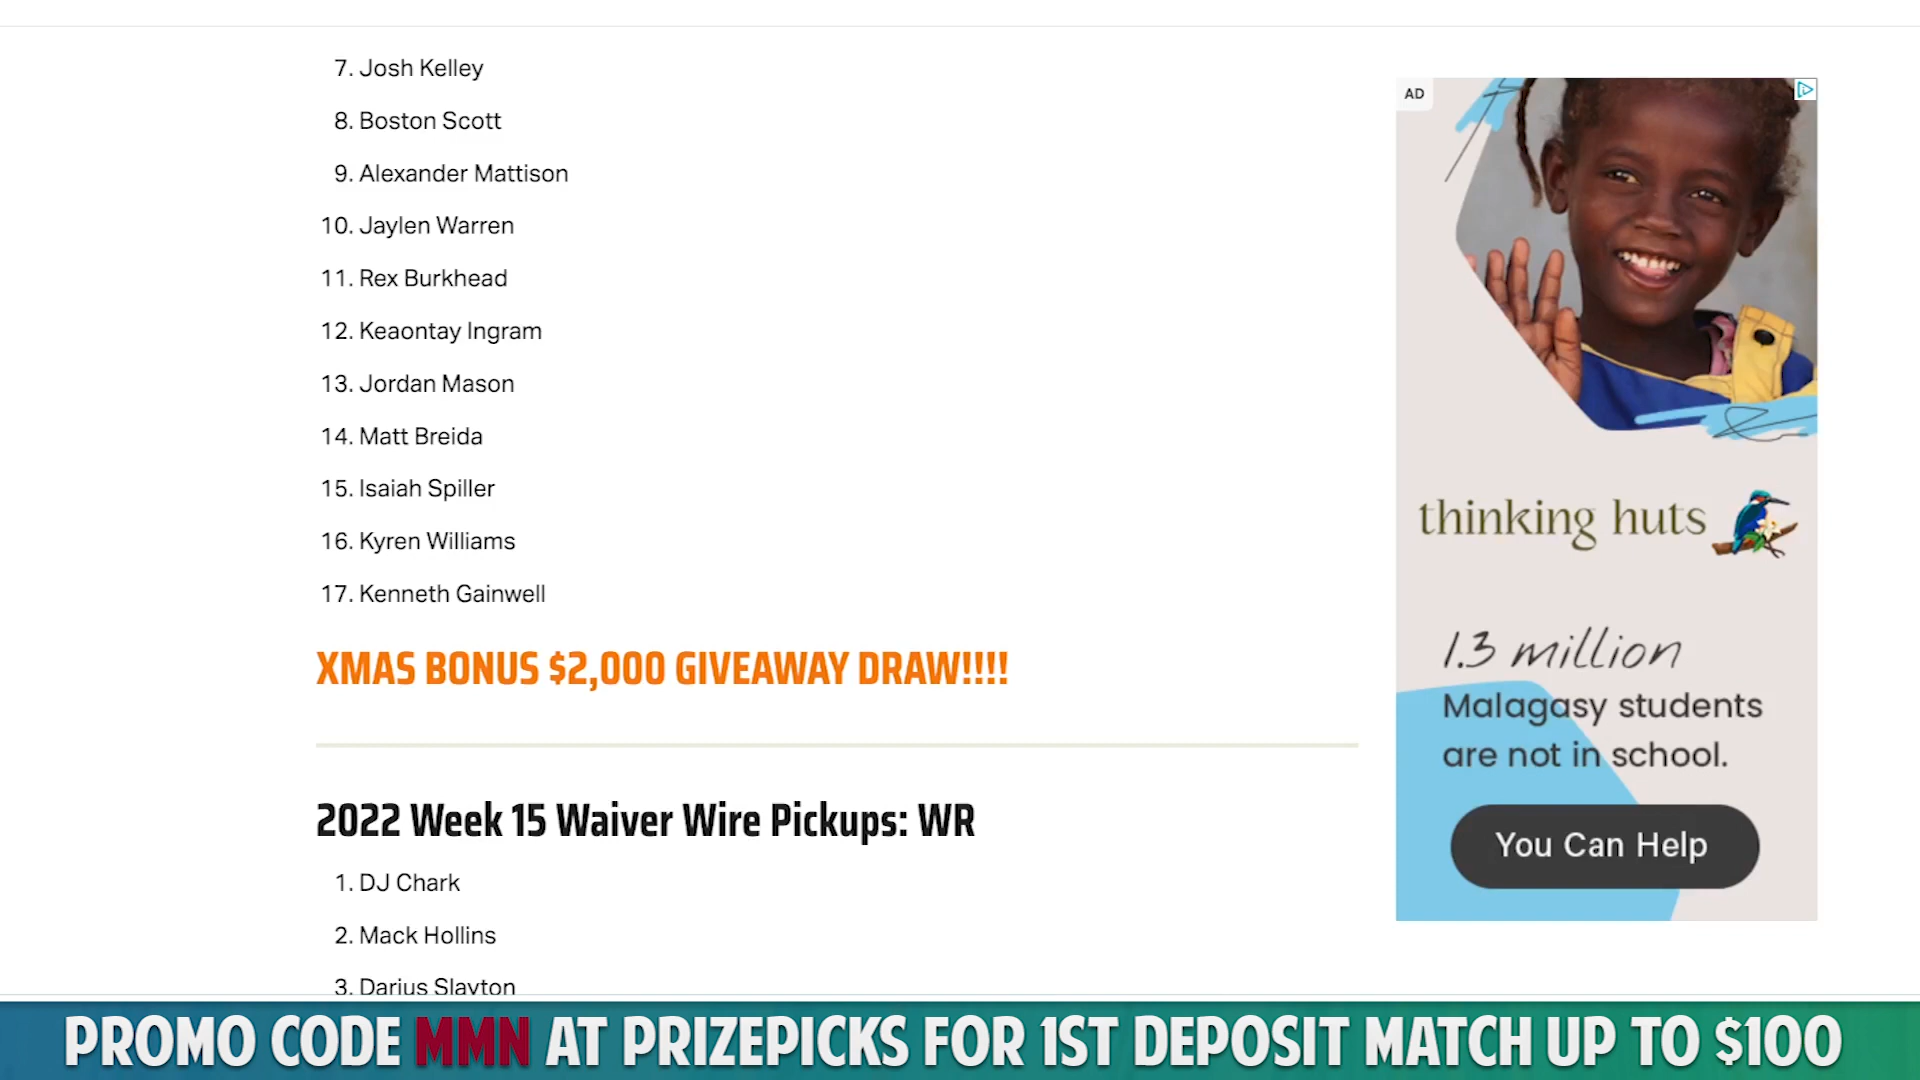 7. Josh Kelley
8. Boston Scott
9. Alexander Mattison
10. Jaylen Warren
11. Rex Burkhead
12. Keaontay Ingram
13. Jordan Mason
14. Matt Breida
15. Isaiah Spiller
16. Kyren Williams
17. Kenneth Gainwell
XMAS BONUS $2,000 GIVEAWAY DRAW!!!!
2022 Week 15 Waiver Wire Pickups: WR
1. DJ Chark
2. Mack Hollins
3. Darius Slayton
AD
thinking huts
1.3 million
Malagasy students
are not in school.
You Can Help
PROMO CODE MMN AT PRIZEPICKS FOR 1ST DEPOSIT MATCH UP TO $100